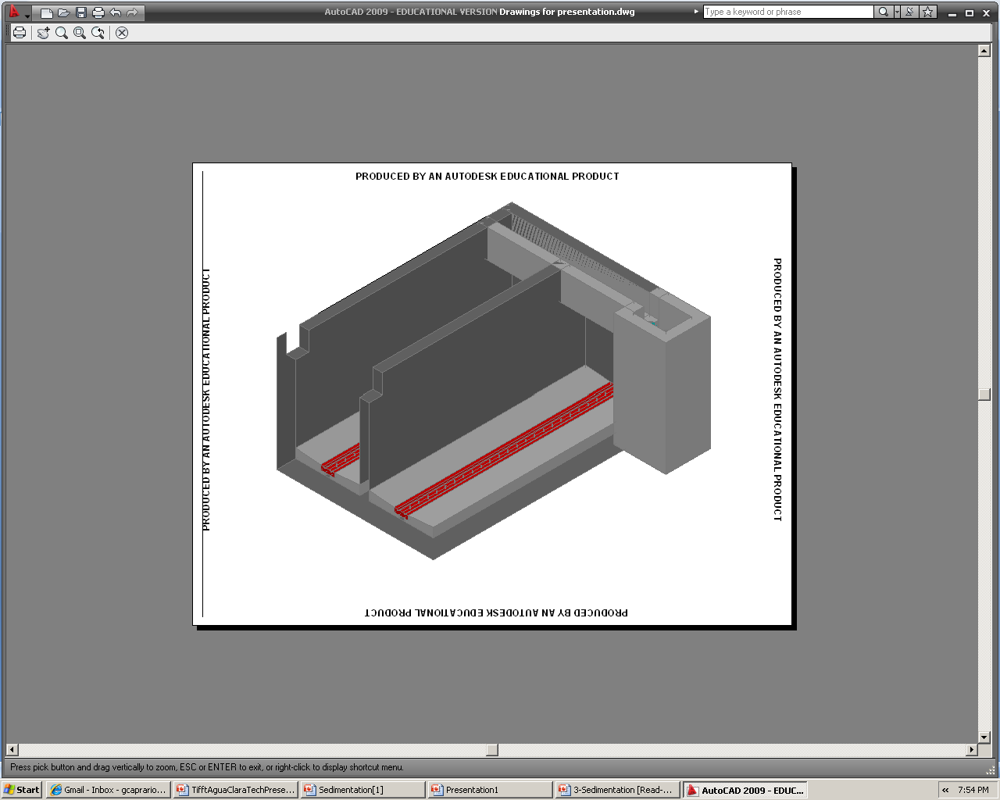 AutoCAD 2009 - EDUCATIONAL VERSION Drawings for presentation.dwg
Type a keyword or phrase
PRODUCED BY AN AUTODESK EDUCATIONAL PRODUCT
PRODUCED BY AN AUTODESK EDUCATIONAL PRODUCT
PRODUCED BY AN AUTODESK EDUCATIONAL PRODUCT
PRODUCED BY AN AUTODESK EDUCATIONAL PRODUCT
Press pick button and drag vertically to zoom, ESC or ENTER to exit, or right-click to display shortcut menu.
Start
Gmail - Inbox - gcaprario...
TifftAguaClaraTechPrese...
Sedimentation[1]
Presentation1
3-Sedimentation [Read-...
AutoCAD 2009 - EDUC...
7:54 PM